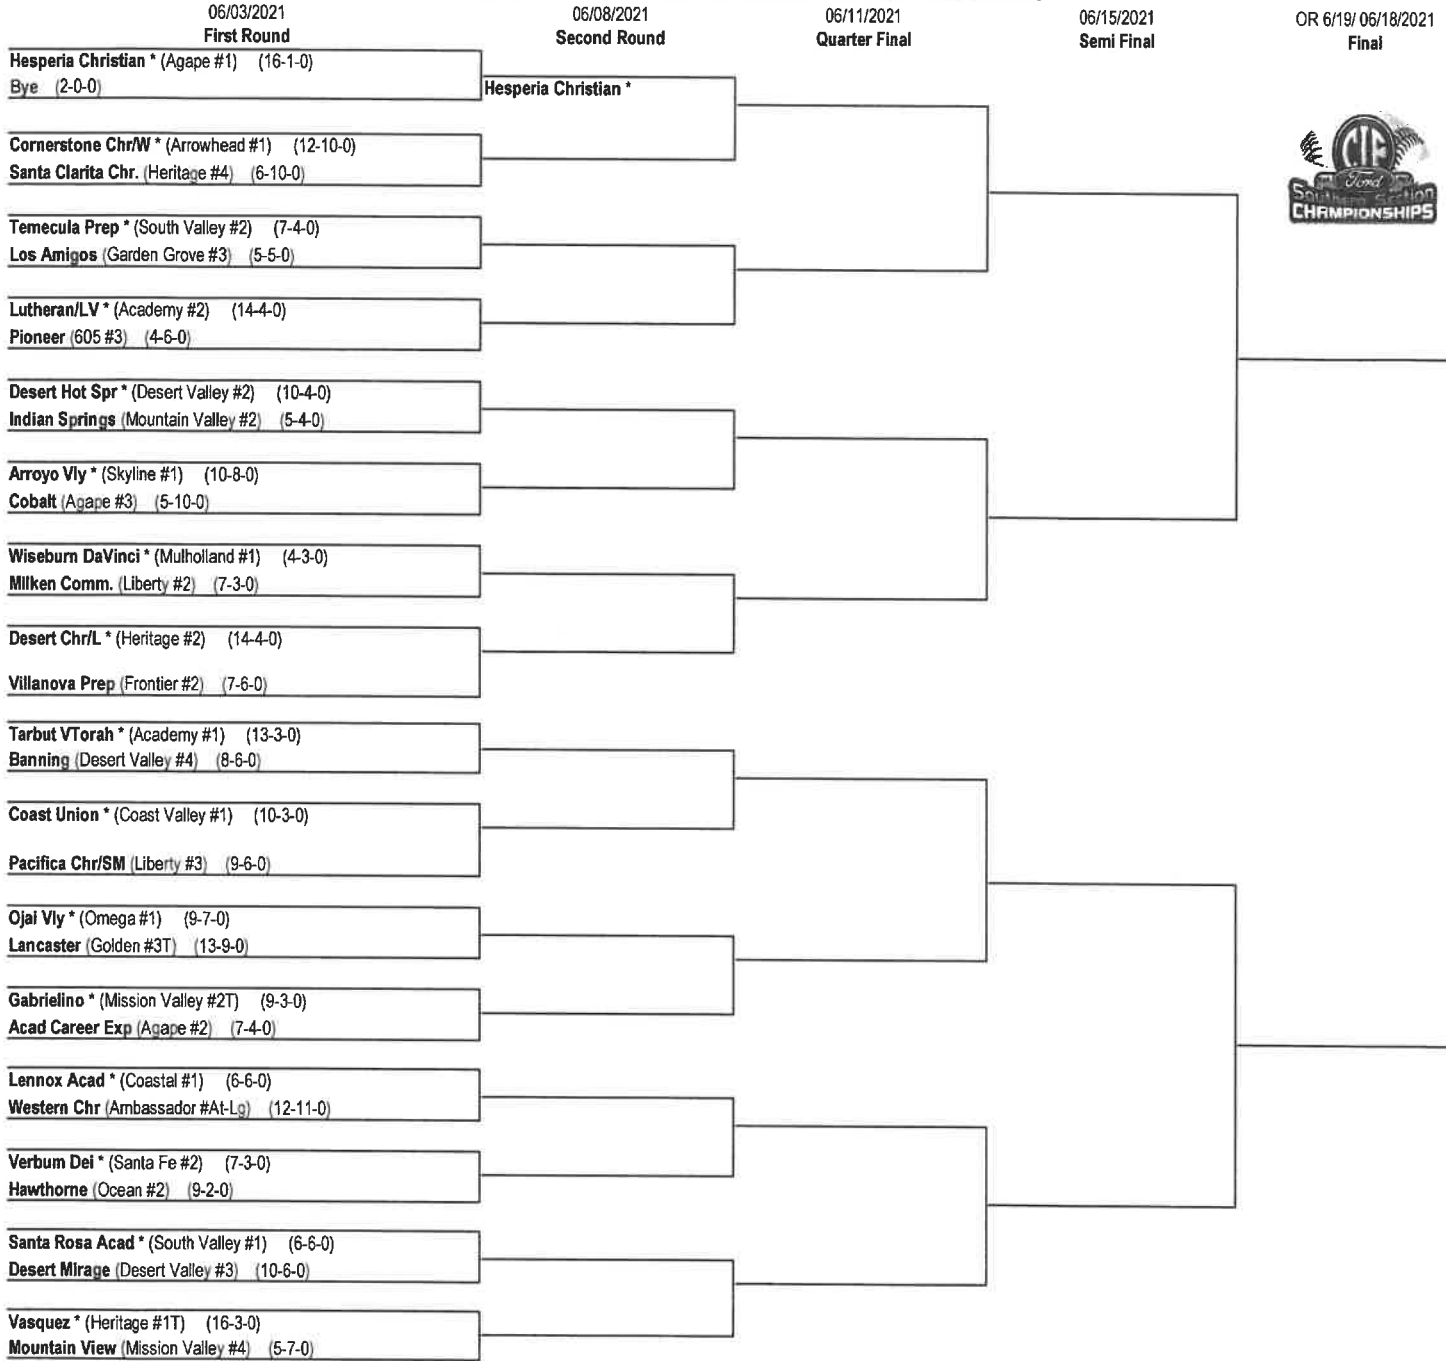 06/03/2021
First Round
06/08/2021
Second Round
06/11/2021
Quarter Final
06/15/2021
Semi Final
OR 6/19/ 06/18/2021
Final
Hesperia Christian * (Agape #1) (16-1-0)
Bye (2-0-0)
Hesperia Christian *
Cornerstone Chr/W * (Arrowhead #1) (12-10-0)
Santa Clarita Chr. (Heritage #4) (6-10-0)
CIF
Ford
Southern Section
CHAMPIONSHIPS
Temecula Prep * (South Valley #2) (7-4-0)
Los Amigos (Garden Grove #3) (5-5-0)
Lutheran/LV * (Academy #2) (14-4-0)
Pioneer (605 #3) (4-6-0)
Desert Hot Spr * (Desert Valley #2) (10-4-0)
Indian Springs (Mountain Valley #2) (5-4-0)
Arroyo Vly * (Skyline #1) (10-8-0)
Cobalt (Agape #3) (5-10-0)
Wiseburn DaVinci * (Mulholland #1) (4-3-0)
Milken Comm. (Liberty #2) (7-3-0)
Desert Chr/L * (Heritage #2) (14-4-0)
Villanova Prep (Frontier #2) (7-6-0)
Tarbut VTorah * (Academy #1) (13-3-0)
Banning (Desert Valley #4) (8-6-0)
Coast Union * (Coast Valley #1) (10-3-0)
Pacifica Chr/SM (Liberty #3) (9-6-0)
Ojai Vly * (Omega #1) (9-7-0)
Lancaster (Golden #3T) (13-9-0)
Gabrielino * (Mission Valley #2T) (9-3-0)
Acad Career Exp (Agape #2) (7-4-0)
Lennox Acad * (Coastal #1) (6-6-0)
Western Chr (Ambassador #At-Lg) (12-11-0)
Verbum Dei * (Santa Fe #2) (7-3-0)
Hawthorne (Ocean #2) (9-2-0)
Santa Rosa Acad * (South Valley #1) (6-6-0)
Desert Mirage (Desert Valley #3) (10-6-0)
Vasquez * (Heritage #1T) (16-3-0)
Mountain View (Mission Valley #4) (5-7-0)